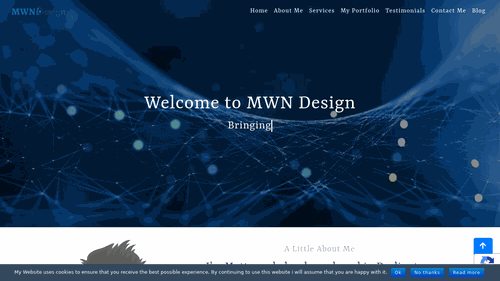 MWN
Home About Me Services My Portfolio Testimonials Contact Me Blog
Welcome to MWN Design
Bringing
A Little About Me
My Website uses cookies to ensure that you receive the best possible experience. By continuing to use this website i will assume that you are happy with it. Ok No thanks Read more